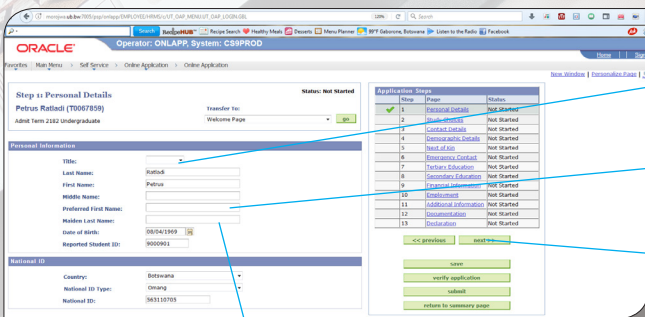 monajwa.ub.bw:7005/psp/ontapp/EMPLOYEE/HRMS/c/UT_OAP_MENU.UT_OAP_LOGIN.GBL
120%
Search
Search
BadgerHUB™
Recipe Search
Healthy Meals
Desserts
Menu Planner
89°F Gaborone, Botswana
Listen to the Radio
Facebook
ORACLE
Operator: ONLAPP, System: CS9PROD
Home
Sign
Favorites
Main Menu > Self Service > Online Application > Online Application
New Window | Personalize Page |
Step 1: Personal Details
Status: Not Started
Petrus Ratladi (T0067859)
Transfer To:
Admit Term 2182 Undergraduate
Welcome Page
go
Personal Information
Title:
Last Name: Ratladi
First Name: Petrus
Middle Name:
Preferred First Name:
Maiden Last Name:
Date of Birth: 08/04/1969
Reported Student ID: 9000901
National ID
Country: Botswana
National ID Type: Omang
National ID: 563110705
Application Steps
Step Page Status
1 Personal Details Not Started
2 Study Choices Not Started
3 Contact Details Not Started
4 Demographic Details Not Started
5 Next of Kin Not Started
6 Emergency Contact Not Started
7 Tertiary Education Not Started
8 Secondary Education Not Started
9 Financial Information Not Started
10 Employment Not Started
11 Additional Information Not Started
12 Documentation Not Started
13 Declaration Not Started
<< previous
next >>
save
verify application
submit
return to summary page